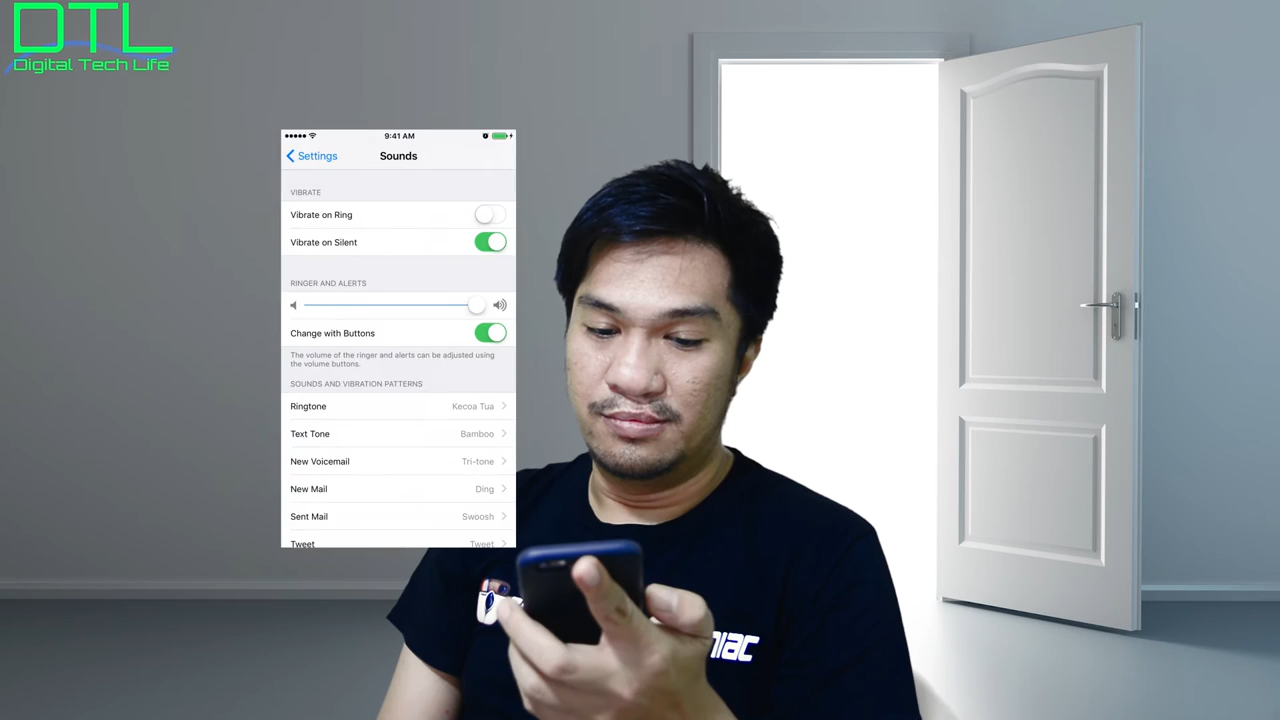 DTL
Digital Tech Life
9:41 AM
Settings
Sounds
VIBRATE
Vibrate on Ring
Vibrate on Silent
RINGER AND ALERTS
Change with Buttons
The volume of the ringer and alerts can be adjusted using
the volume buttons.
SOUNDS AND VIBRATION PATTERNS
Ringtone Kecoa Tua
Text Tone Bamboo
New Voicemail Tri-tone
New Mail Ding
Sent Mail Swoosh
Tweet Tweet